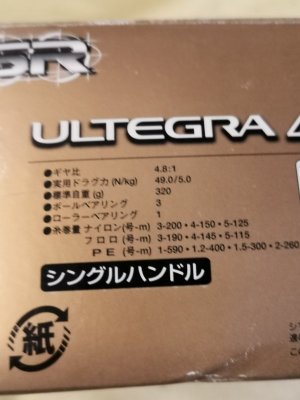 SR
ULTEGRA
●ギヤ比 4.8:1
●実用ドラグ力(N/kg) 49.0/5.0
●標準自重(g) 320
●ボールベアリング 3
●ローラーベアリング 1
●糸巻量 ナイロン(号-m) 3-200・4-150・5-125
フロロ(号-m) 3-190・4-145・5-115
PE(号-m) 1-590・1.2-400・1.5-300・2-260
シングルハンドル
紙